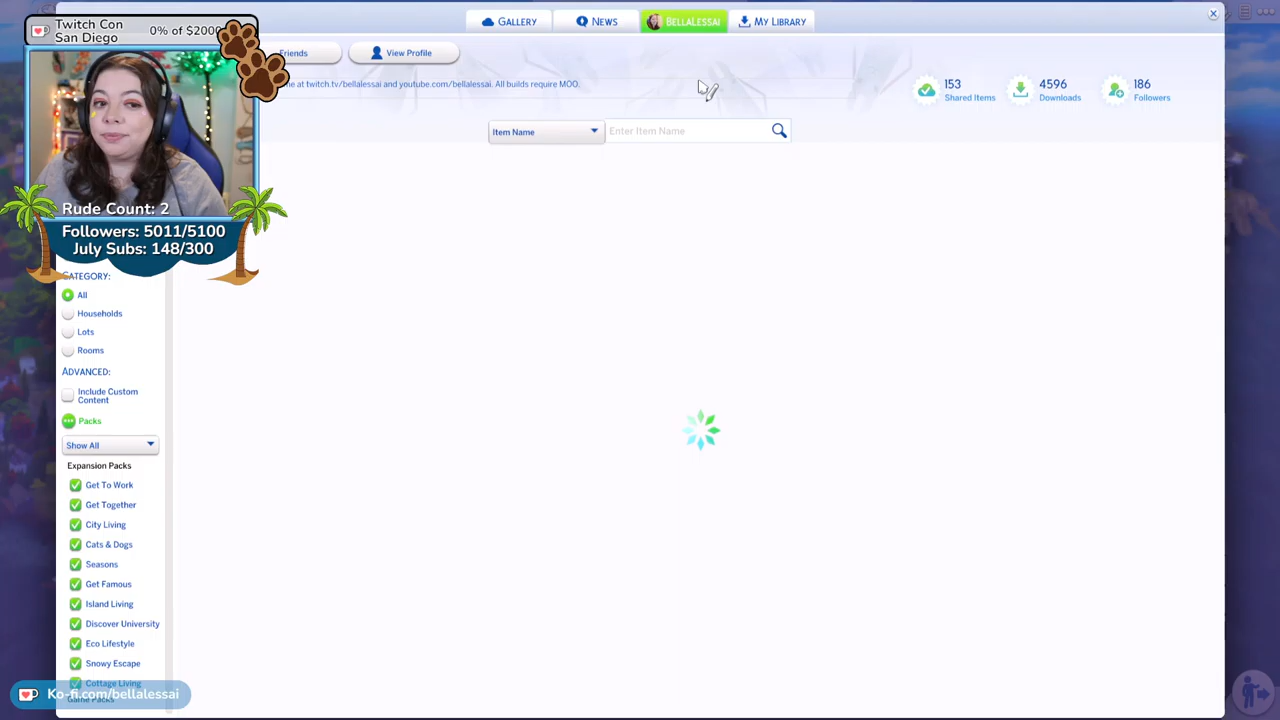 Twitch Con
San Diego
0% of $2000
GALLERY
NEWS
BELLALESSAI
MY LIBRARY
Friends
View Profile
at twitch.tv/bellalessai and youtube.com/bellalessai. All builds require MOO.
153
Shared Items
4596
Downloads
186
Followers
Item Name
Enter Item Name
Rude Count: 2
Followers: 5011/5100
July Subs: 148/300
CATEGORY:
All
Households
Lots
Rooms
ADVANCED:
Include Custom
Content
Packs
Show All
Expansion Packs
Get To Work
Get Together
City Living
Cats & Dogs
Seasons
Get Famous
Island Living
Discover University
Eco Lifestyle
Snowy Escape
Cottage Living
Game Packs
Ko-fi.com/bellalessai